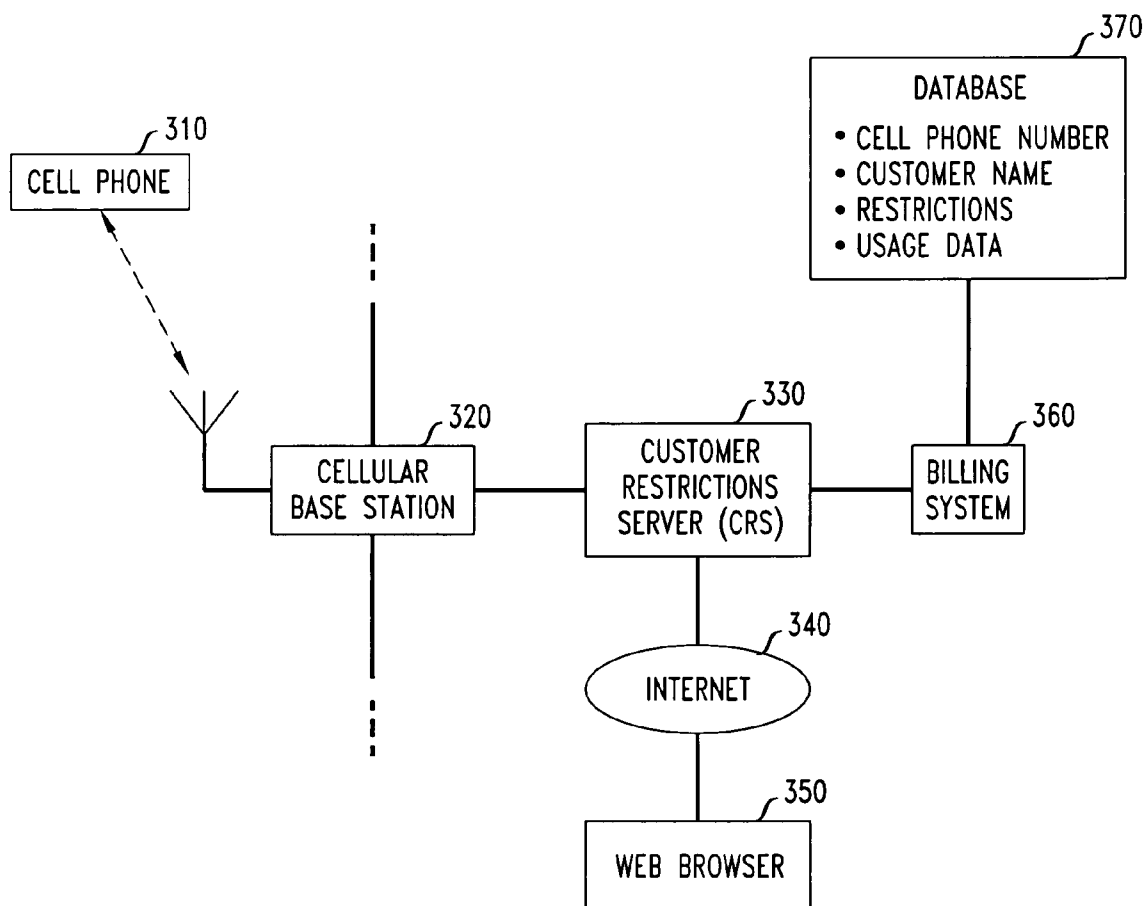 370
DATABASE
• CELL PHONE NUMBER
• CUSTOMER NAME
• RESTRICTIONS
• USAGE DATA
310
CELL PHONE
320
CELLULAR
BASE STATION
330
CUSTOMER
RESTRICTIONS
SERVER (CRS)
360
BILLING
SYSTEM
340
INTERNET
350
WEB BROWSER